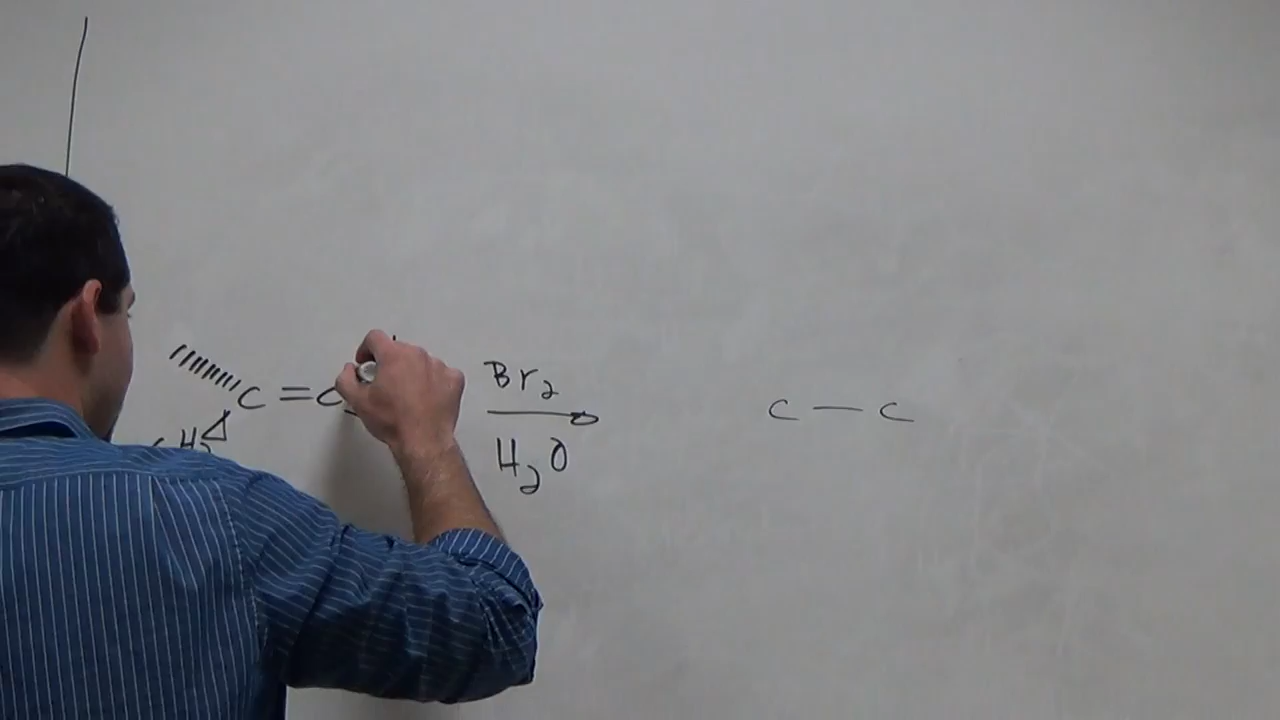 C = C
Br2
H2O
C — C